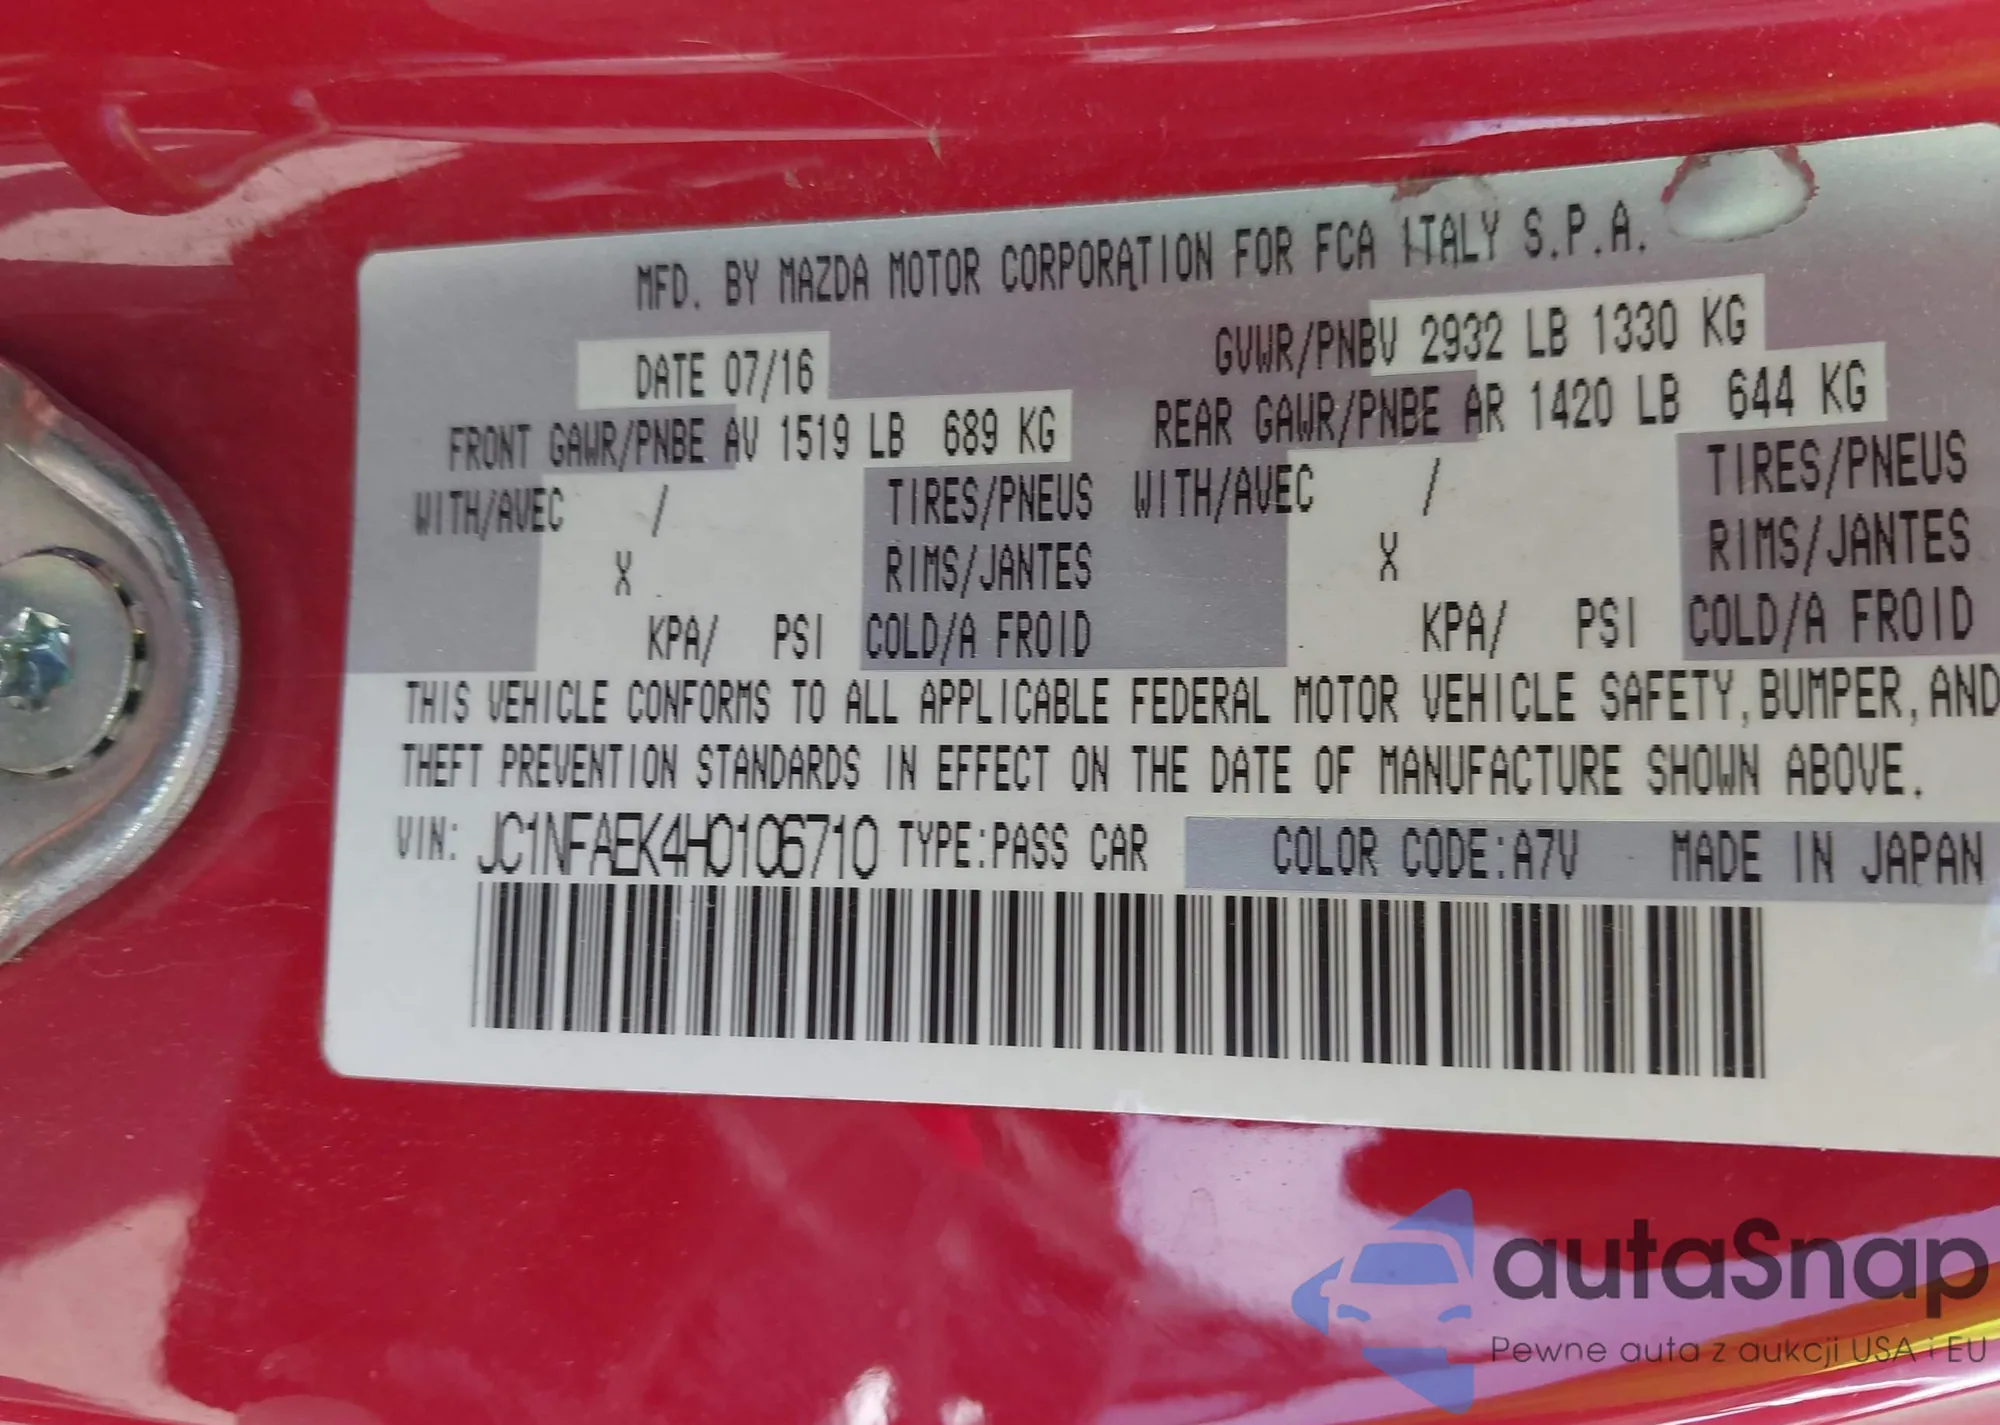 MFD. BY MAZDA MOTOR CORPORATION FOR FCA ITALY S.P.A.
DATE 07/16 GVWR/PNBV 2932 LB 1330 KG
FRONT GAWR/PNBE AV 1519 LB 689 KG REAR GAWR/PNBE AR 1420 LB 644 KG
WITH/AVEC / TIRES/PNEUS WITH/AVEC / TIRES/PNEUS
X RIMS/JANTES X RIMS/JANTES
KPA/ PSI COLD/A FROID KPA/ PSI COLD/A FROID
THIS VEHICLE CONFORMS TO ALL APPLICABLE FEDERAL MOTOR VEHICLE SAFETY, BUMPER, AND
THEFT PREVENTION STANDARDS IN EFFECT ON THE DATE OF MANUFACTURE SHOWN ABOVE.
VIN: JC1NFAEK4H0106710 TYPE: PASS CAR COLOR CODE: A7V MADE IN JAPAN
autaSnap
Pewne auta z aukcji USA i EU